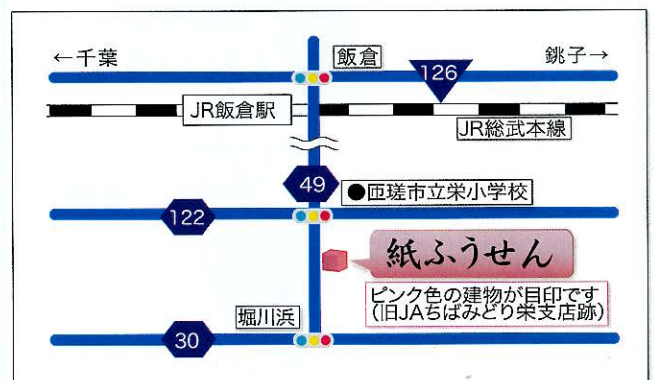 ←千葉
飯倉
銚子→
126
JR飯倉駅
JR総武本線
49
●匝瑳市立栄小学校
122
紙ふうせん
ピンク色の建物が目印です
(旧JAちばみどり栄支店跡)
堀川浜
30